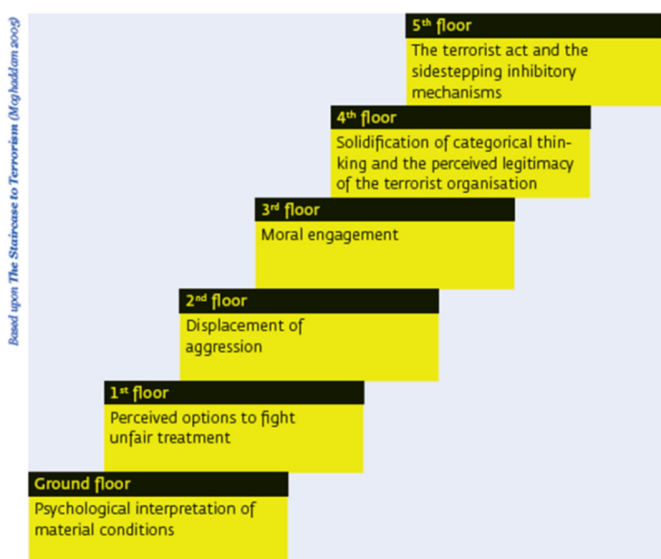 5th floor
The terrorist act and the
sidestepping inhibitory
mechanisms
4th floor
Solidification of categorical thin-
king and the perceived legitimacy
of the terrorist organisation
3rd floor
Moral engagement
2nd floor
Displacement of
aggression
1st floor
Perceived options to fight
unfair treatment
Ground floor
Psychological interpretation of
material conditions
Based upon The Staircase to Terrorism (Moghaddam 2005)